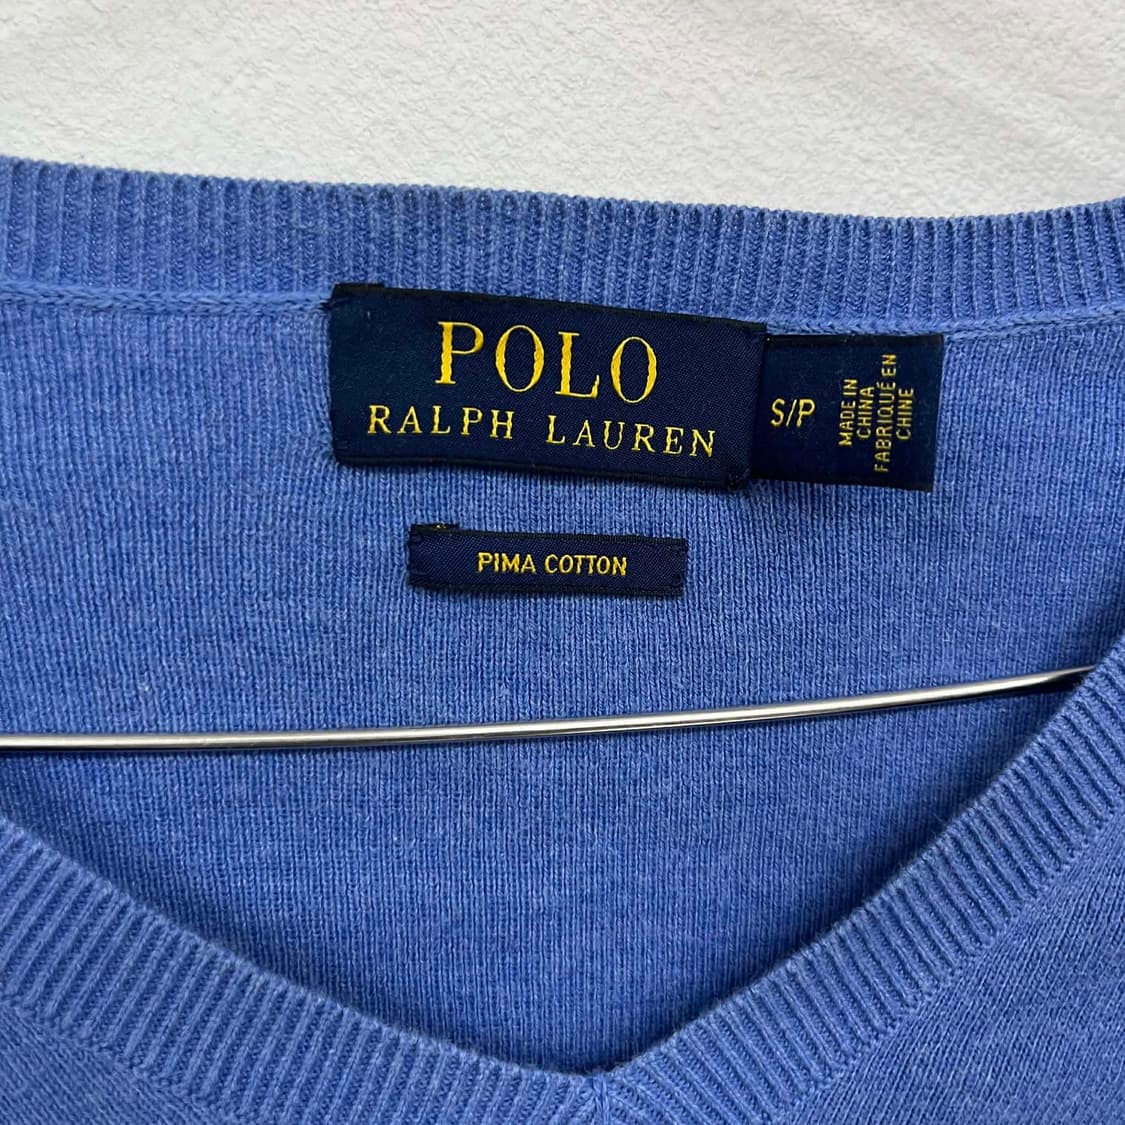 POLO
RALPH LAUREN
S/P
MADE IN
CHINA
FABRIQUÉ EN
CHINE
PIMA COTTON